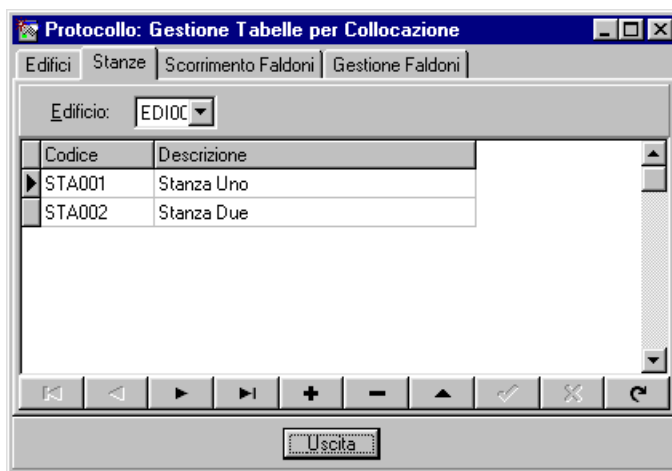 Protocollo: Gestione Tabelle per Collocazione
Edifici Stanze Scorrimento Faldoni Gestione Faldoni
Edificio:
Codice Descrizione
STA001 Stanza Uno
STA002 Stanza Due
Uscita